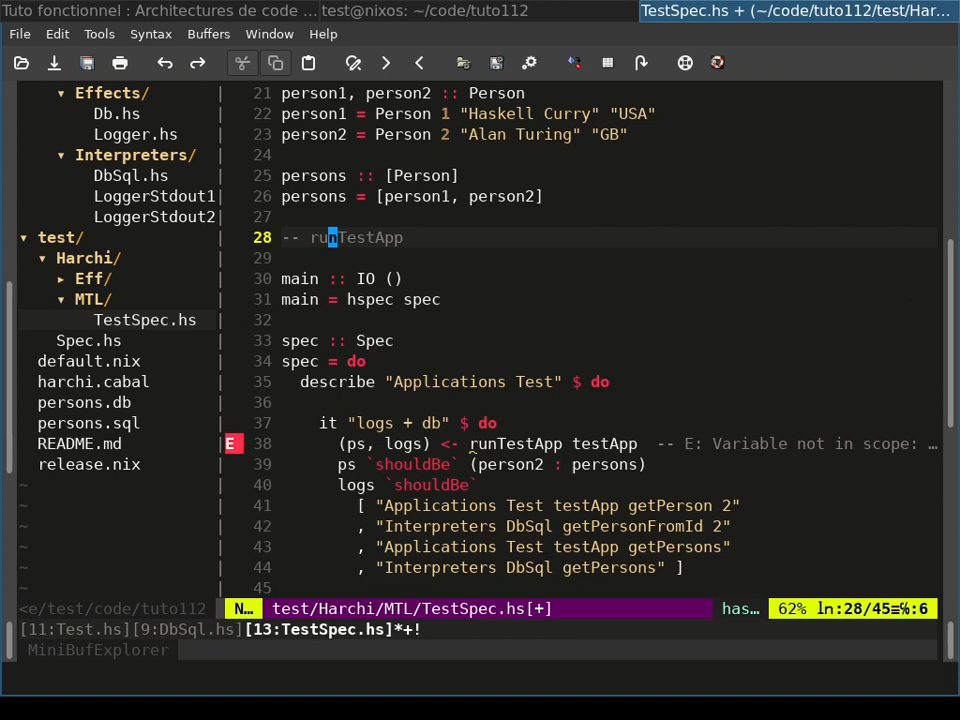 Tuto fonctionnel : Architectures de code ... test@nixos: ~/code/tuto112 TestSpec.hs + (~/code/tuto112/test/Har...
File Edit Tools Syntax Buffers Window Help
▾ Effects/
Db.hs
Logger.hs
▾ Interpreters/
DbSql.hs
LoggerStdout1
LoggerStdout2
▾ test/
▾ Harchi/
▸ Eff/
▾ MTL/
TestSpec.hs
Spec.hs
default.nix
harchi.cabal
persons.db
persons.sql
README.md
release.nix
~
~
~
~
~
~
<e/test/code/tuto112
21 person1, person2 :: Person
22 person1 = Person 1 "Haskell Curry" "USA"
23 person2 = Person 2 "Alan Turing" "GB"
24
25 persons :: [Person]
26 persons = [person1, person2]
27
28 -- runTestApp
29
30 main :: IO ()
31 main = hspec spec
32
33 spec :: Spec
34 spec = do
35 describe "Applications Test" $ do
36
37 it "logs + db" $ do
E 38 (ps, logs) <- runTestApp testApp -- E: Variable not in scope: …
39 ps `shouldBe` (person2 : persons)
40 logs `shouldBe`
41 [ "Applications Test testApp getPerson 2"
42 , "Interpreters DbSql getPersonFromId 2"
43 , "Applications Test testApp getPersons"
44 , "Interpreters DbSql getPersons" ]
45
N… test/Harchi/MTL/TestSpec.hs[+] has… 62% ln:28/45≡℅:6
[11:Test.hs][9:DbSql.hs][13:TestSpec.hs]*+!
MiniBufExplorer